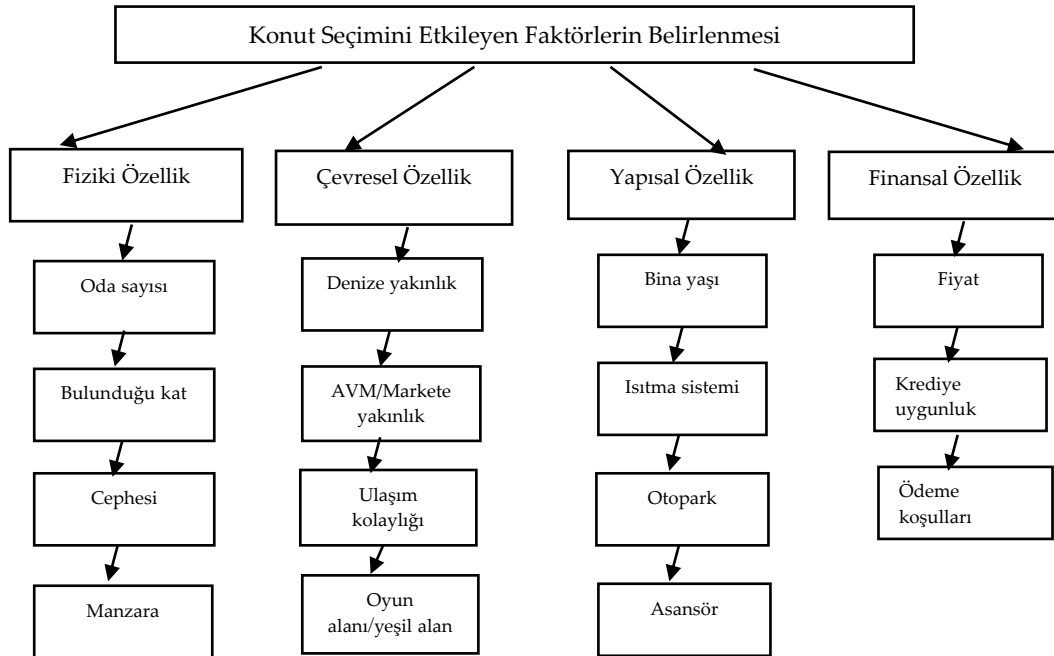 Konut Seçimini Etkileyen Faktörlerin Belirlenmesi
Fiziki Özellik
Çevresel Özellik
Yapısal Özellik
Finansal Özellik
Oda sayısı
Denize yakınlık
Bina yaşı
Fiyat
Bulunduğu kat
AVM/Markete
yakınlık
Isıtma sistemi
Krediye
uygunluk
Cephesi
Ulaşım
kolaylığı
Otopark
Ödeme
koşulları
Manzara
Oyun
alanı/yeşil alan
Asansör